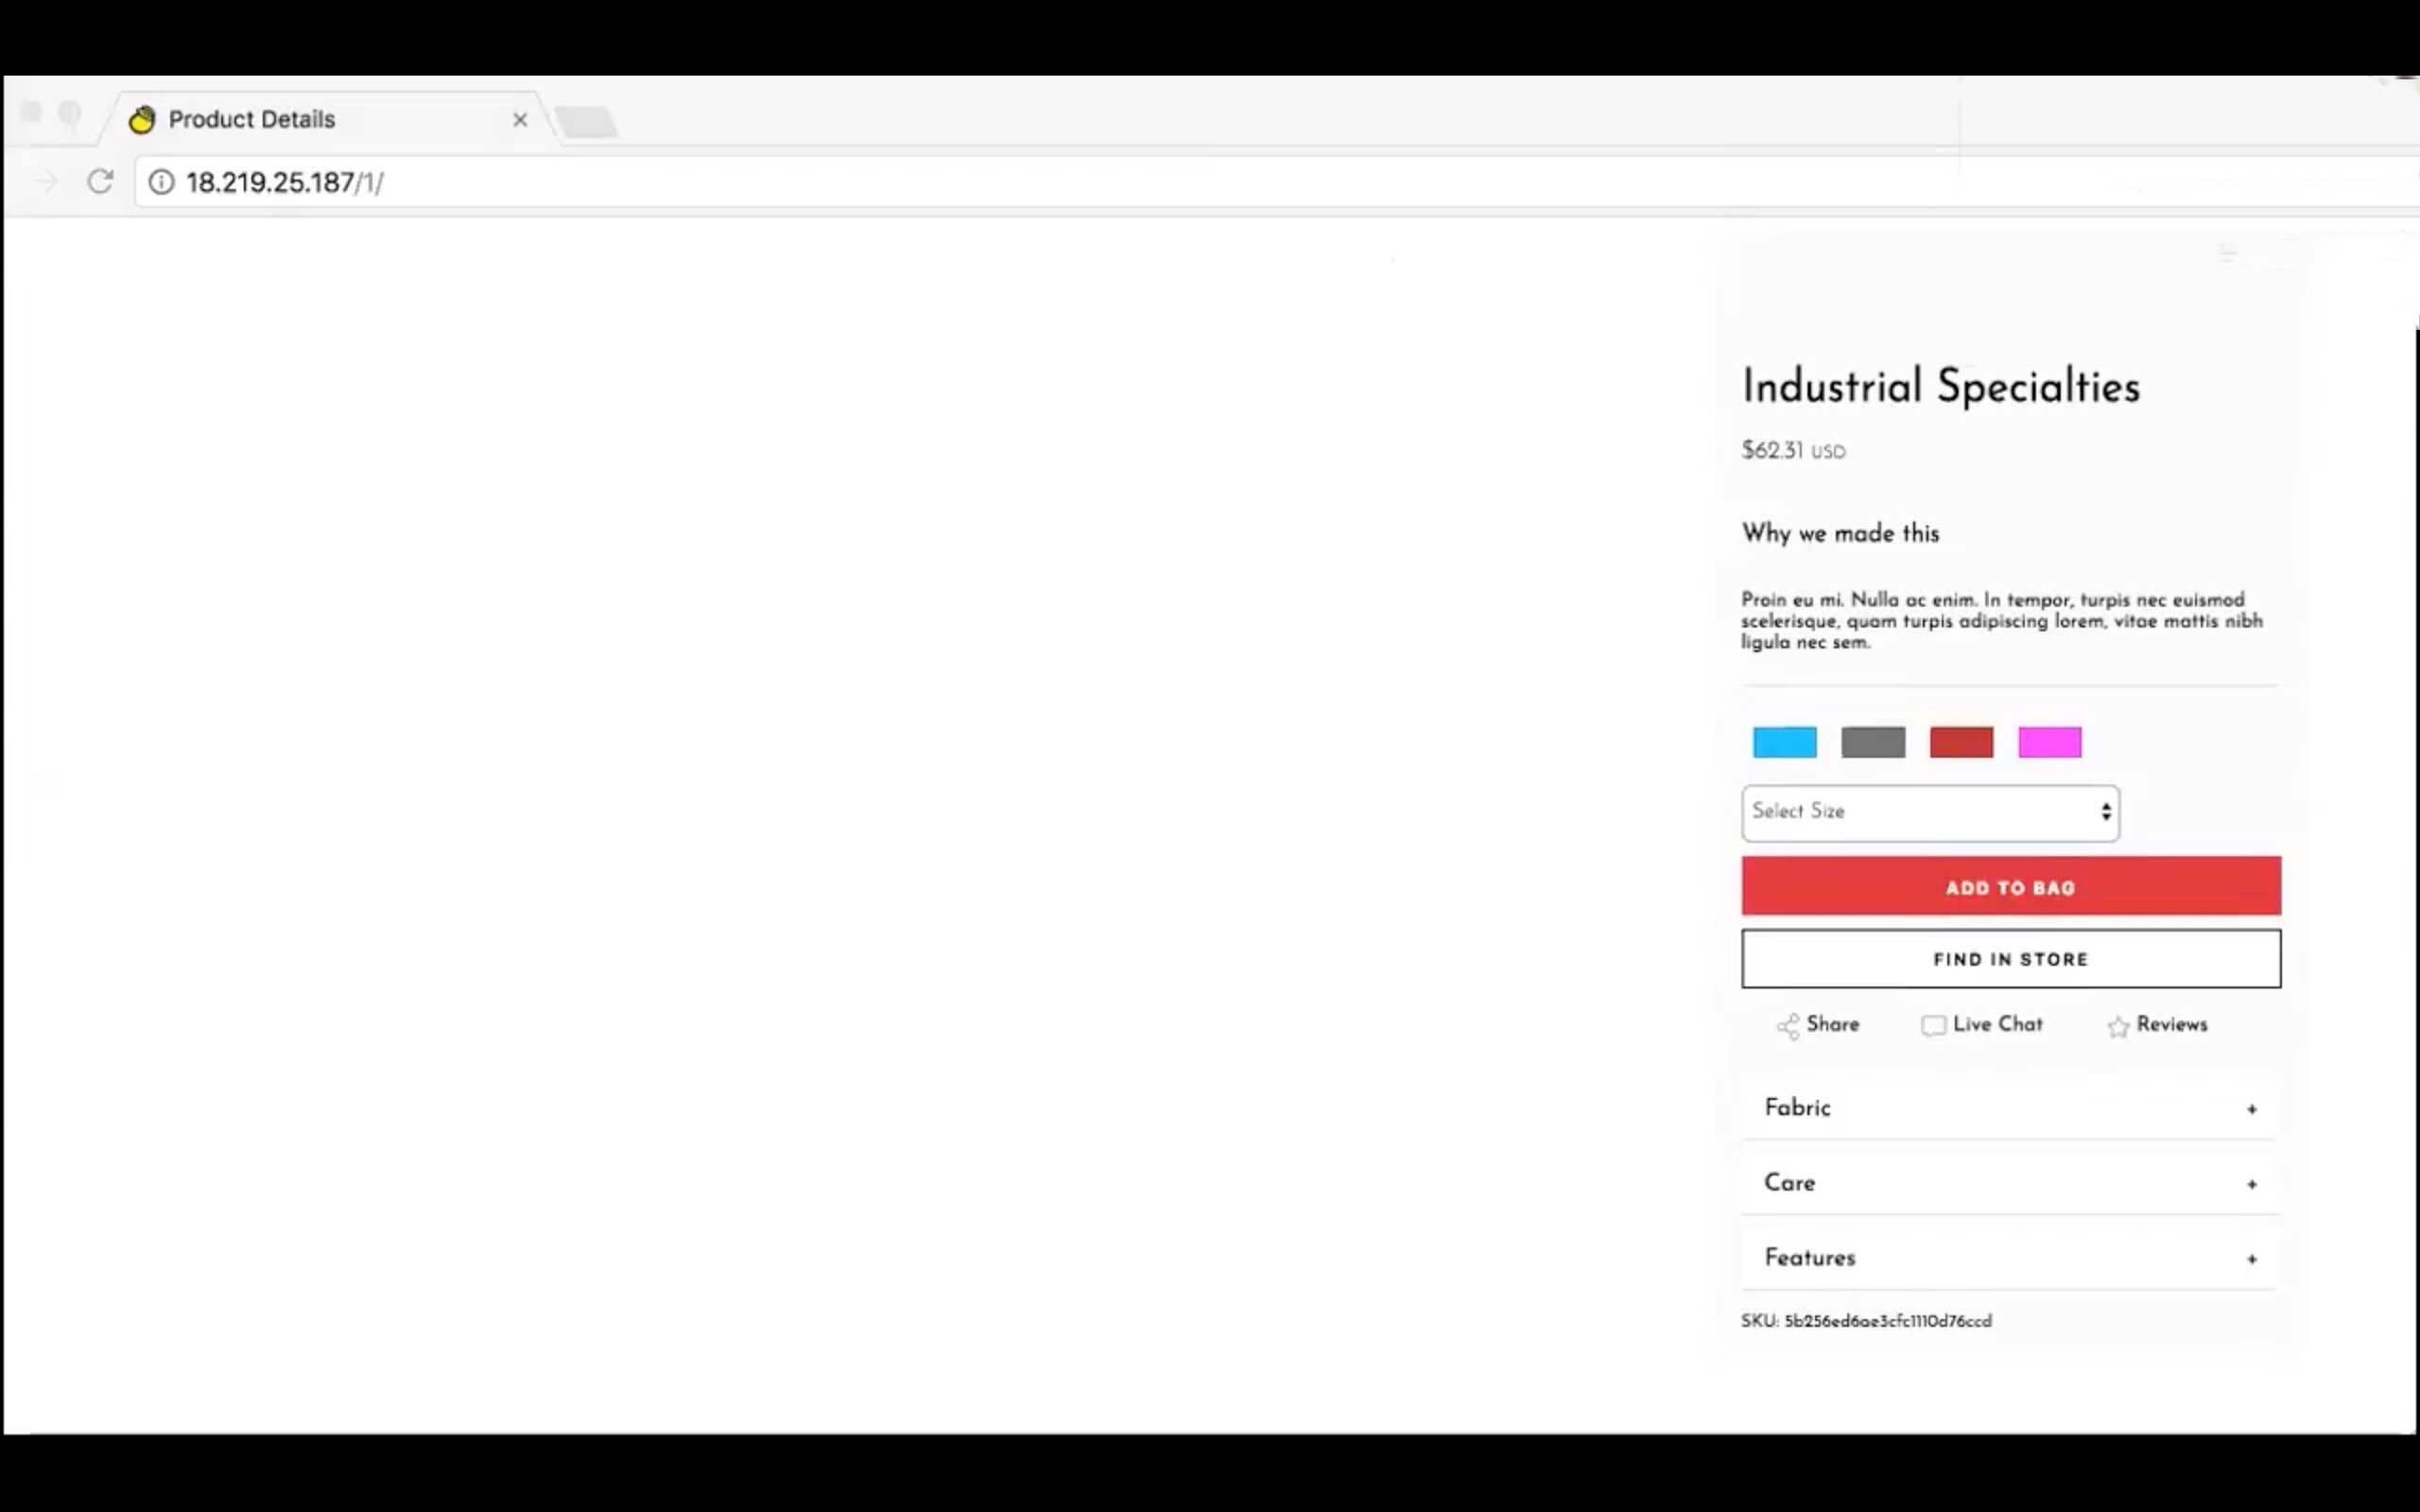 Product Details
18.219.25.187/1/
Industrial Specialties
$62.31 USD
Why we made this
Proin eu mi. Nulla ac enim. In tempor, turpis nec euismod
scelerisque, quam turpis adipiscing lorem, vitae mattis nibh
ligula nec sem.
Select Size
ADD TO BAG
FIND IN STORE
Share Live Chat Reviews
Fabric +
Care +
Features +
SKU: 5b256ed6ae3cfc1110d76ccd